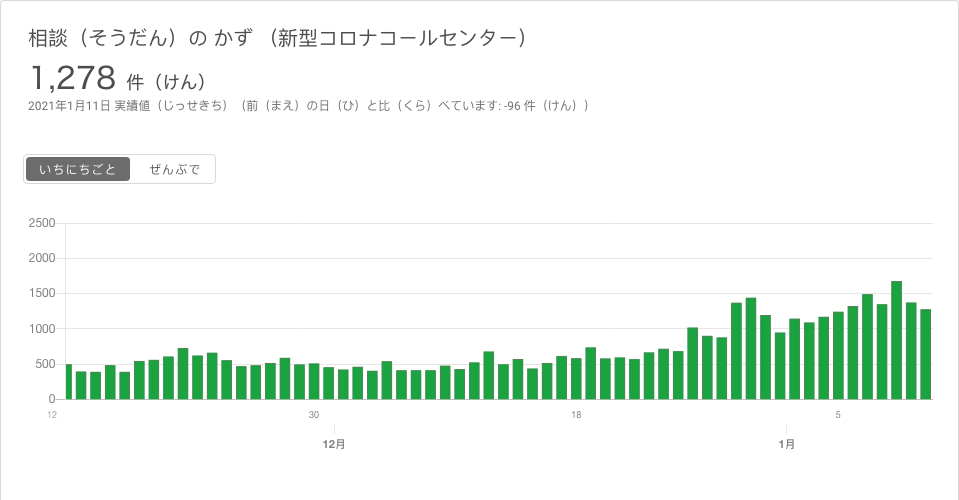 相談（そうだん）の かず （新型コロナコールセンター）
1,278 件（けん）
2021年1月11日 実績値（じっせきち）（前（まえ）の日（ひ）と比（くら）べています: -96 件（けん））
いちにちごと ぜんぶで
2500
2000
1500
1000
500
0
12 30 18 5
12月 1月